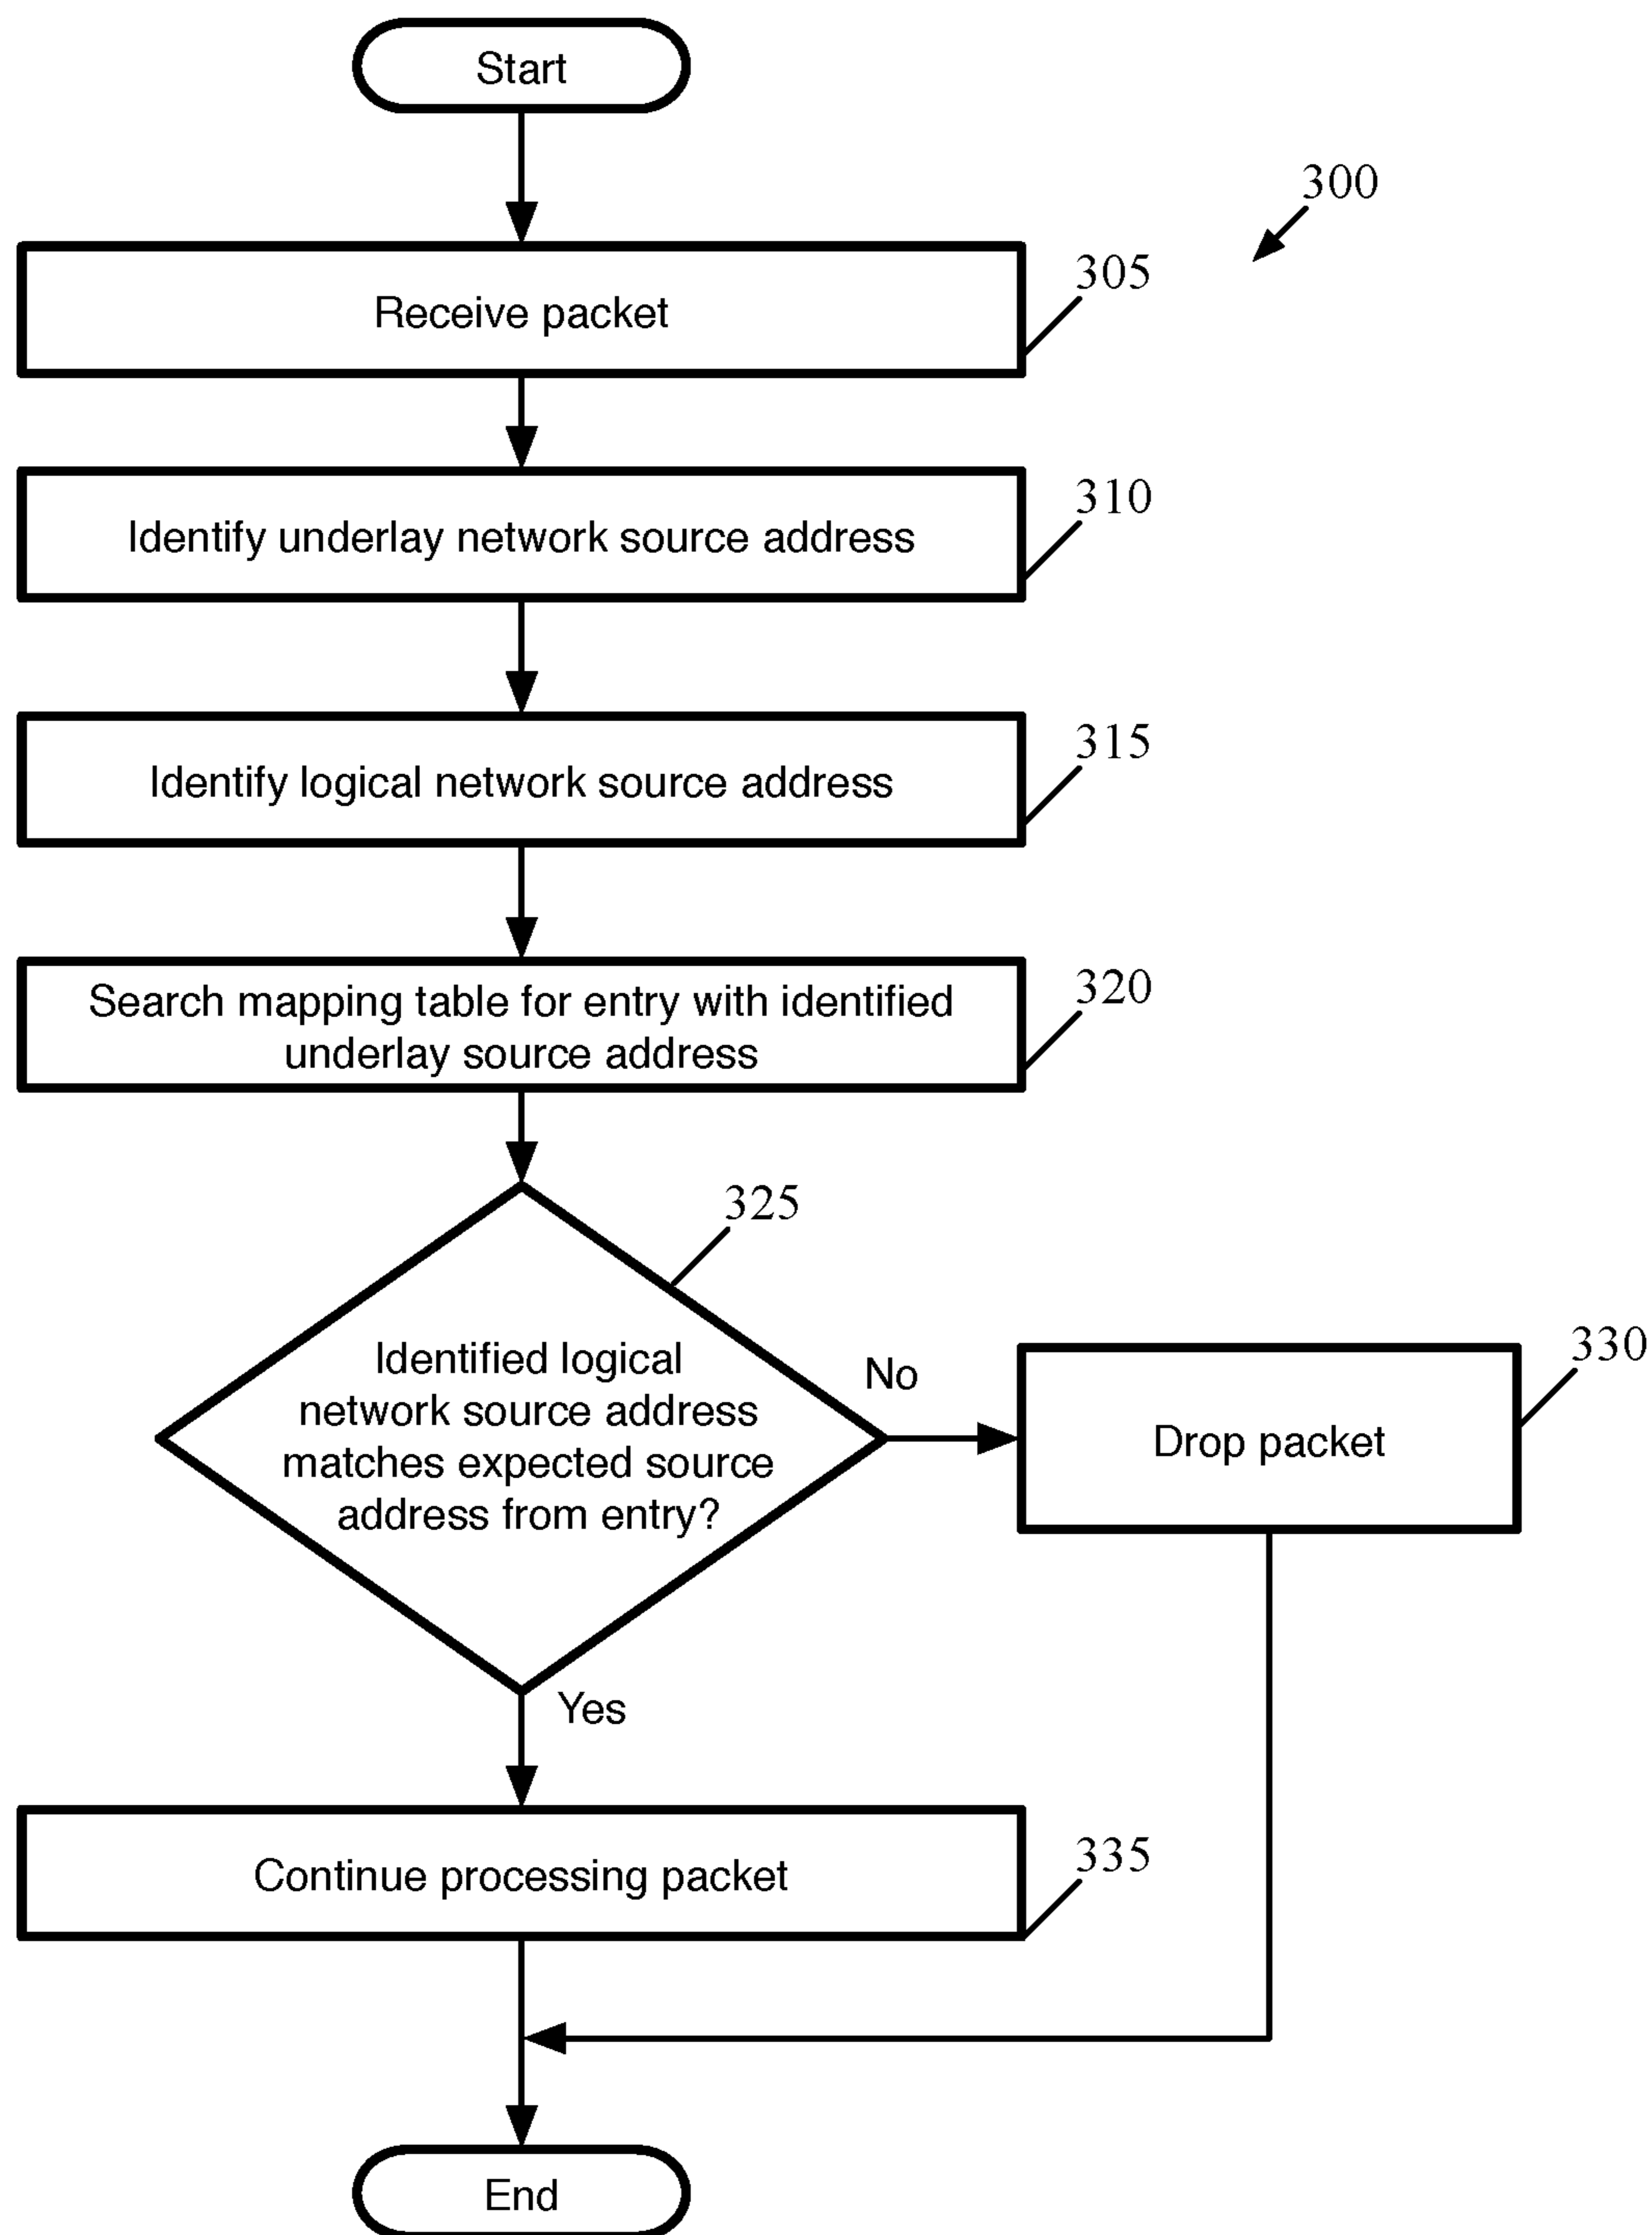 Start
300
305
Receive packet
310
Identify underlay network source address
315
Identify logical network source address
320
Search mapping table for entry with identified
underlay source address
325
Identified logical
network source address
matches expected source
address from entry?
No
330
Drop packet
Yes
335
Continue processing packet
End